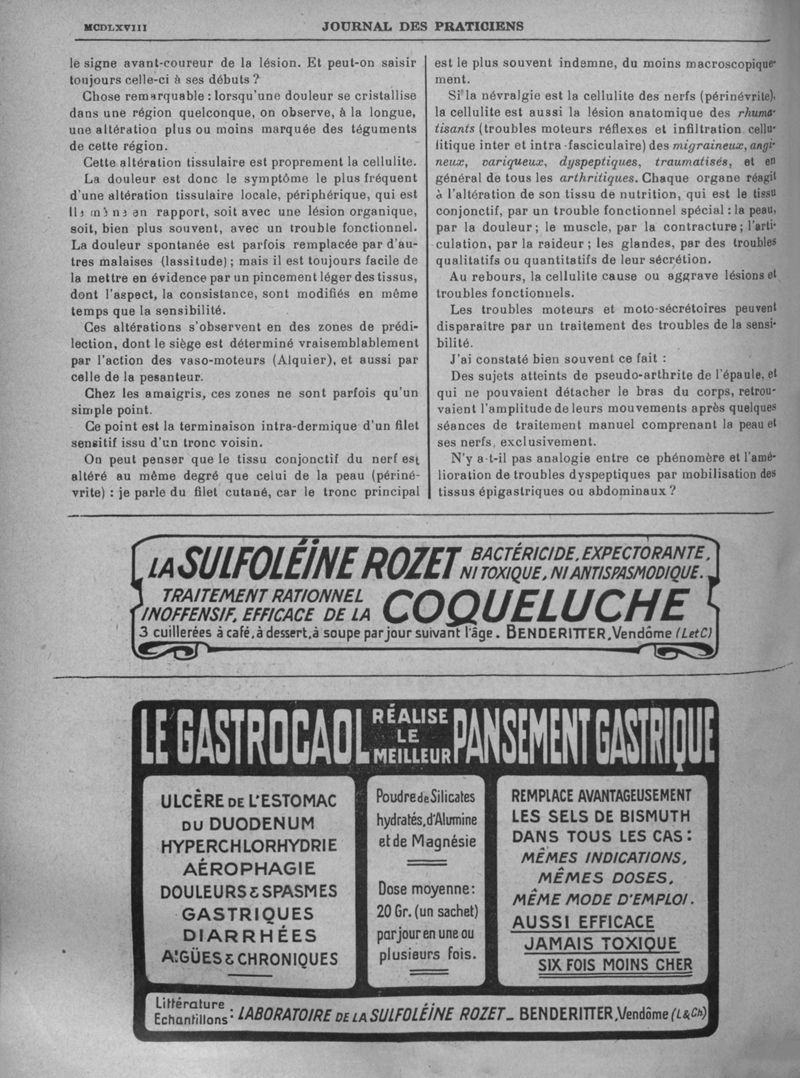 MCDLXVIII
JOURNAL DES PRATICIENS
le signe avant-coureur de la lésion. Et peut-on saisir
toujours celle-ci à ses débuts ?
Chose remarquable : lorsqu'une douleur se cristallise
dans une région quelconque, on observe, à la longue,
une altération plus ou moins marquée des téguments
de cette région.
Cette altération tissulaire est proprement la cellulite.
La douleur est donc le symptôme le plus fréquent
d'une altération tissulaire locale, périphérique, qui est
en rapport, soit avec une lésion organique,
soit, bien plus souvent, avec un trouble fonctionnel.
La douleur spontanée est parfois remplacée par d'au-
tres malaises (lassitude) ; mais il est toujours facile de
la mettre en évidence par un pincement léger des tissus,
dont l'aspect, la consistance, sont modifiés en même
temps que la sensibilité.
Ces altérations s'observent en des zones de prédi-
lection, dont le siège est déterminé vraisemblablement
par l'action des vaso-moteurs (Alquier), et aussi par
celle de la pesanteur.
Chez les amaigris, ces zones ne sont parfois qu'un
simple point.
Ce point est la terminaison intra-dermique d'un filet
sensitif issu d'un tronc voisin.
On peut penser que le tissu conjonctif du nerf est
altéré au même degré que celui de la peau (périné-
vrite) : je parle du filet cutané, car le tronc principal
est le plus souvent indemne, du moins macroscopique-
ment.
Si la névralgie est la cellulite des nerfs (périnévrite),
la cellulite est aussi la lésion anatomique des rhuma-
tisants (troubles moteurs réflexes et infiltration cellu-
litique inter et intra-fasciculaire) des migraineux, angi-
neux, variqueux, dyspeptiques, traumatisés, et en
général de tous les arthritiques. Chaque organe réagit
à l'altération de son tissu de nutrition, qui est le tissu
conjonctif, par un trouble fonctionnel spécial : la peau,
par la douleur ; le muscle, par la contracture ; l'arti-
culation, par la raideur ; les glandes, par des troubles
qualitatifs ou quantitatifs de leur sécrétion.
Au rebours, la cellulite cause ou aggrave lésions et
troubles fonctionnels.
Les troubles moteurs et moto-sécrétoires peuvent
disparaître par un traitement des troubles de la sensi-
bilité.
J'ai constaté bien souvent ce fait :
Des sujets atteints de pseudo-arthrite de l'épaule, et
qui ne pouvaient détacher le bras du corps, retrou-
vaient l'amplitude de leurs mouvements après quelques
séances de traitement manuel comprenant la peau et
ses nerfs, exclusivement.
N'y a-t-il pas analogie entre ce phénomère et l'amé-
lioration de troubles dyspeptiques par mobilisation des
tissus épigastriques ou abdominaux ?
LA SULFOLÉÏNE ROZET BACTÉRICIDE, EXPECTORANTE,
NI TOXIQUE, NI ANTISPASMODIQUE.
TRAITEMENT RATIONNEL
INOFFENSIF, EFFICACE DE LA COQUELUCHE
3 cuillerées à café, à dessert, à soupe par jour suivant l'âge. BENDERITTER, Vendôme (L et C)
LE GASTROCAOL RÉALISE LE MEILLEUR PANSEMENT GASTRIQUE
ULCÈRE DE L'ESTOMAC
DU DUODENUM
HYPERCHLORHYDRIE
AÉROPHAGIE
DOULEURS & SPASMES
GASTRIQUES
DIARRHÉES
AIGÜES & CHRONIQUES
Poudre de Silicates
hydratés, d'Alumine
et de Magnésie
Dose moyenne:
20 Gr. (un sachet)
par jour en une ou
plusieurs fois.
REMPLACE AVANTAGEUSEMENT
LES SELS DE BISMUTH
DANS TOUS LES CAS:
MÊMES INDICATIONS,
MÊMES DOSES,
MÊME MODE D'EMPLOI.
AUSSI EFFICACE
JAMAIS TOXIQUE
SIX FOIS MOINS CHER
Littérature
Echantillons : LABORATOIRE DE LA SULFOLÉÏNE ROZET_ BENDERITTER, Vendôme (L & Ch)